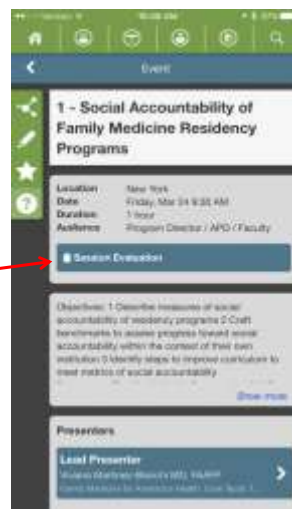 Event
1 - Social Accountability of
Family Medicine Residency
Programs
Location New York
Date Friday, Mar 24 9:35 AM
Duration 1 hour
Audience Program Director / APD / Faculty
Session Evaluation
Objectives: 1 Describe measures of social
accountability of residency programs 2 Craft
benchmarks to assess progress toward social
accountability within the context of their own
institution 3 Identify steps to improve curriculum to
meet metrics of social accountability
Show more
Presenters
Lead Presenter